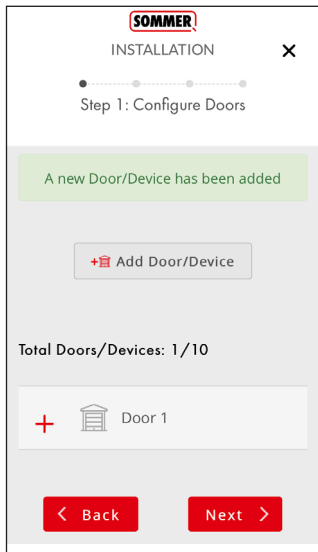 SOMMER
INSTALLATION
Step 1: Configure Doors
A new Door/Device has been added
Add Door/Device
Total Doors/Devices: 1/10
Door 1
Back
Next